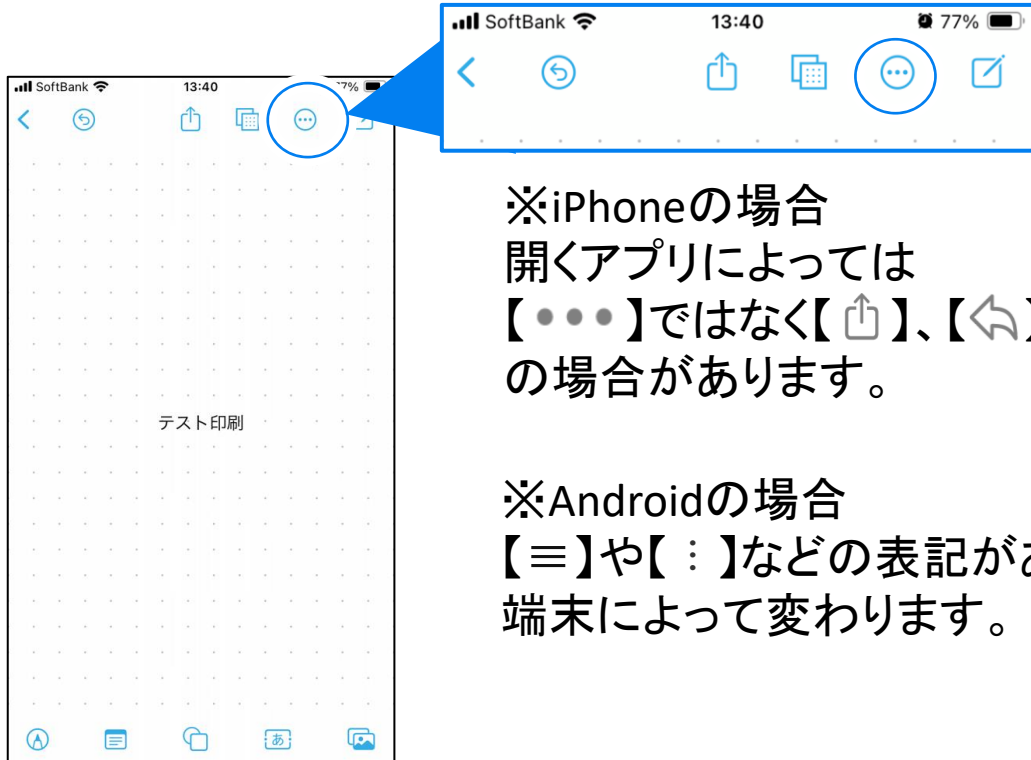 SoftBank 13:40 77%
SoftBank 13:40 77%
テスト印刷
あ
※iPhoneの場合
開くアプリによっては
【•••】ではなく【】、【】
の場合があります。
※Androidの場合
【≡】や【⋮】などの表記があ
端末によって変わります。